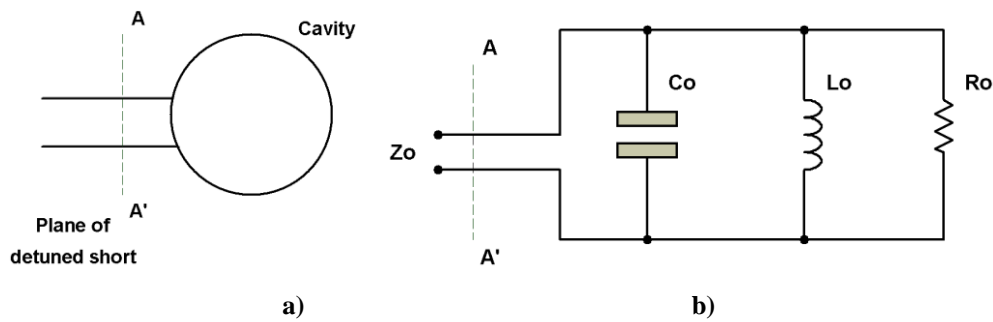 A
Cavity
A'
Plane of
detuned short
a)
A
Co
Lo
Ro
Zo
A'
b)